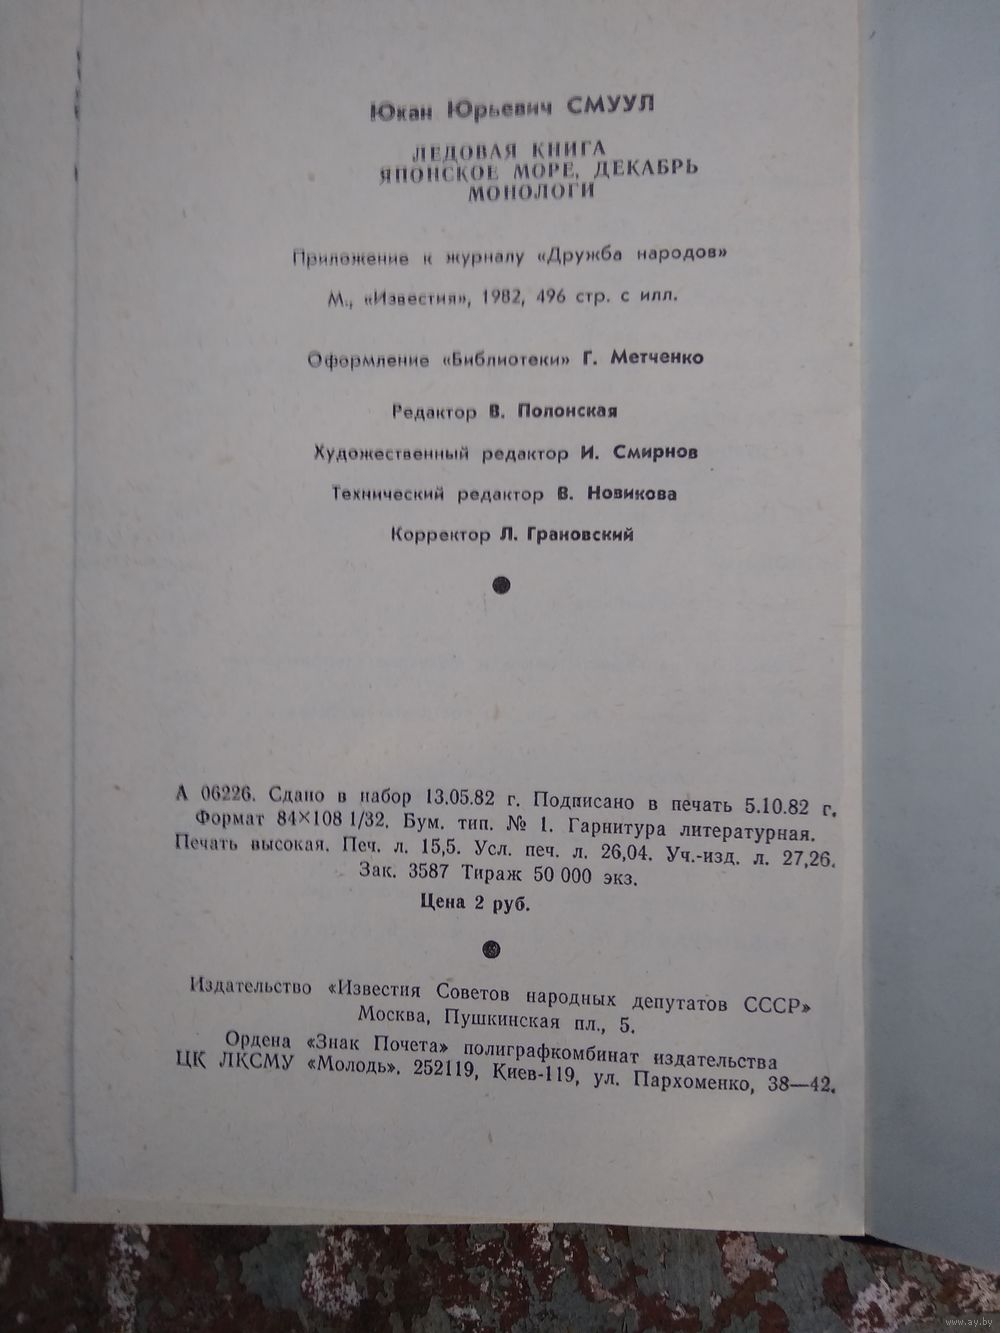 Юхан Юрьевич СМУУЛ
ЛЕДОВАЯ КНИГА
ЯПОНСКОЕ МОРЕ, ДЕКАБРЬ
МОНОЛОГИ
Приложение к журналу «Дружба народов»
М., «Известия», 1982, 496 стр. с илл.
Оформление «Библиотеки» Г. Метченко
Редактор В. Полонская
Художественный редактор И. Смирнов
Технический редактор В. Новикова
Корректор Л. Грановский
А 06226. Сдано в набор 13.05.82 г. Подписано в печать 5.10.82 г.
Формат 84×108 1/32. Бум. тип. № 1. Гарнитура литературная.
Печать высокая. Печ. л. 15,5. Усл. печ. л. 26,04. Уч.-изд. л. 27,26.
Зак. 3587 Тираж 50 000 экз.
Цена 2 руб.
Издательство «Известия Советов народных депутатов СССР»
Москва, Пушкинская пл., 5.
Ордена «Знак Почета» полиграфкомбинат издательства
ЦК ЛКСМУ «Молодь». 252119, Киев-119, ул. Пархоменко, 38—42.
www.ay.by